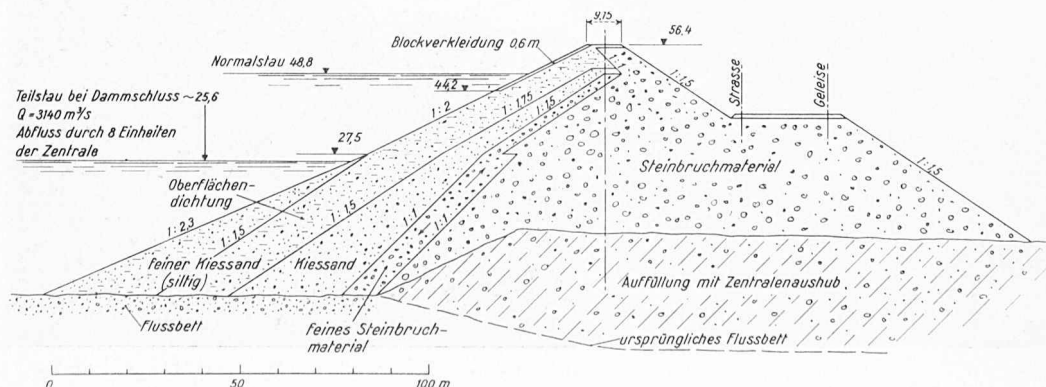 9,15
56,4
Blockverkleidung 0,6 m
Normalstau 48,8
44,2
1:1,5
Strasse
Geleise
Teilstau bei Dammschluss ~25,6
Q = 3140 m³/s
Abfluss durch 8 Einheiten
der Zentrale
1:2
1:1,75
1:1,5
27,5
Steinbruchmaterial
1:1,5
Oberflächen-
dichtung
1:2,3
1:1,5
1:1,5
1:1
1:1
feiner Kiessand
(siltig)
Kiessand
Auffüllung mit Zentralenaushub
Flussbett
Feines Steinbruch-
material
ursprüngliches Flussbett
0 50 100 m